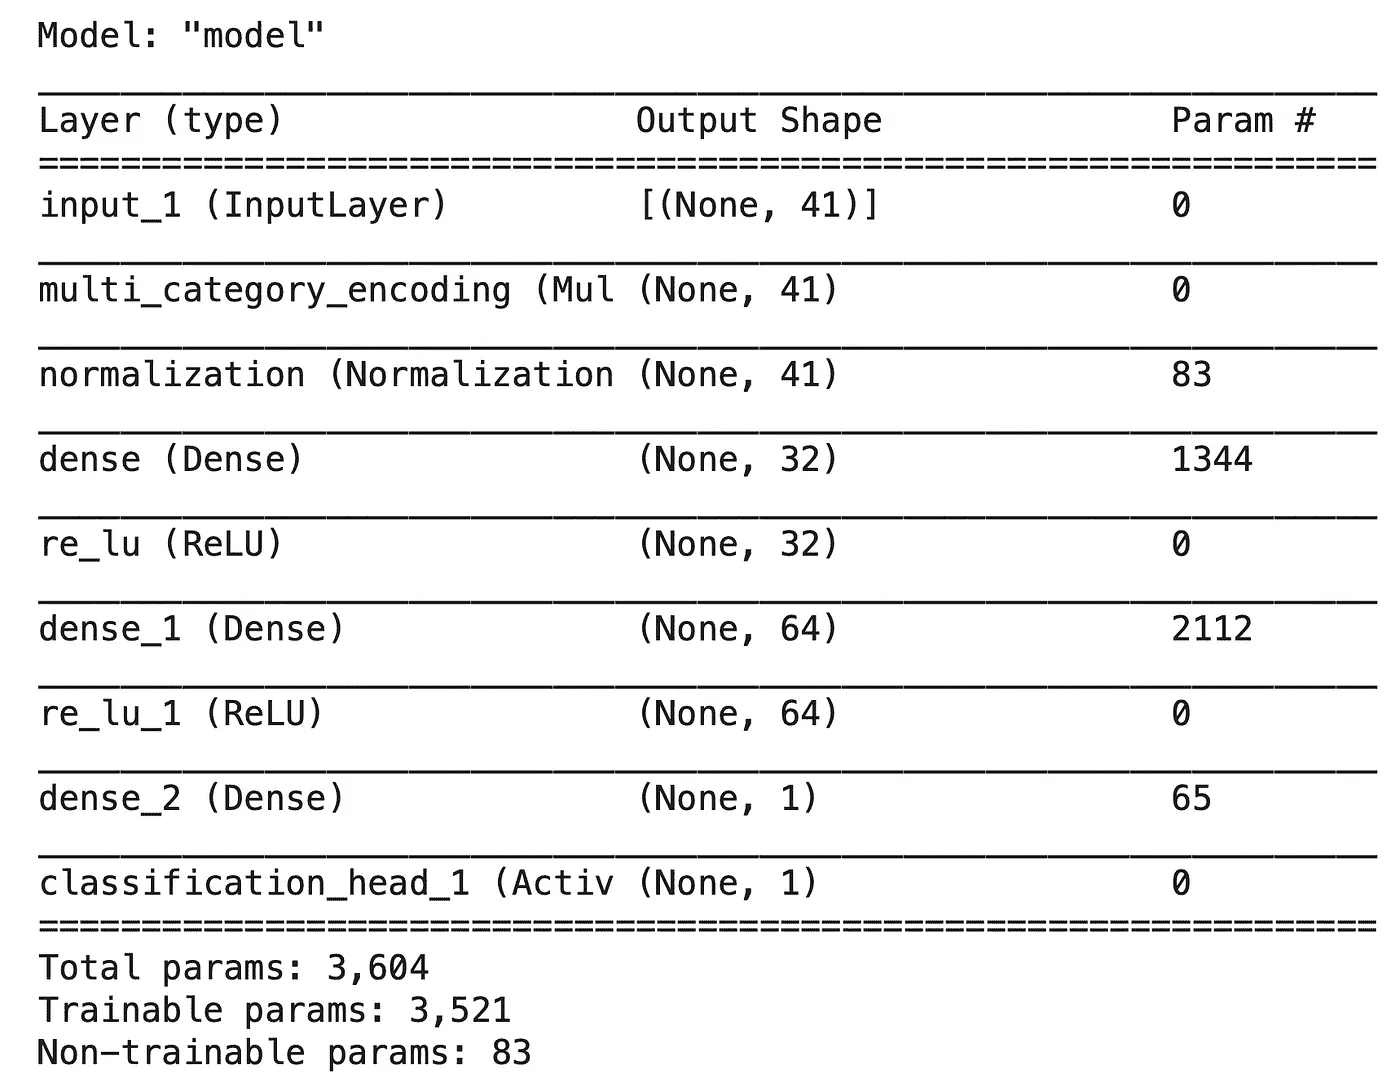 Model: "model"
Layer (type) Output Shape Param #
input_1 (InputLayer) [(None, 41)] 0
multi_category_encoding (Mul (None, 41) 0
normalization (Normalization (None, 41) 83
dense (Dense) (None, 32) 1344
re_lu (ReLU) (None, 32) 0
dense_1 (Dense) (None, 64) 2112
re_lu_1 (ReLU) (None, 64) 0
dense_2 (Dense) (None, 1) 65
classification_head_1 (Activ (None, 1) 0
Total params: 3,604
Trainable params: 3,521
Non-trainable params: 83